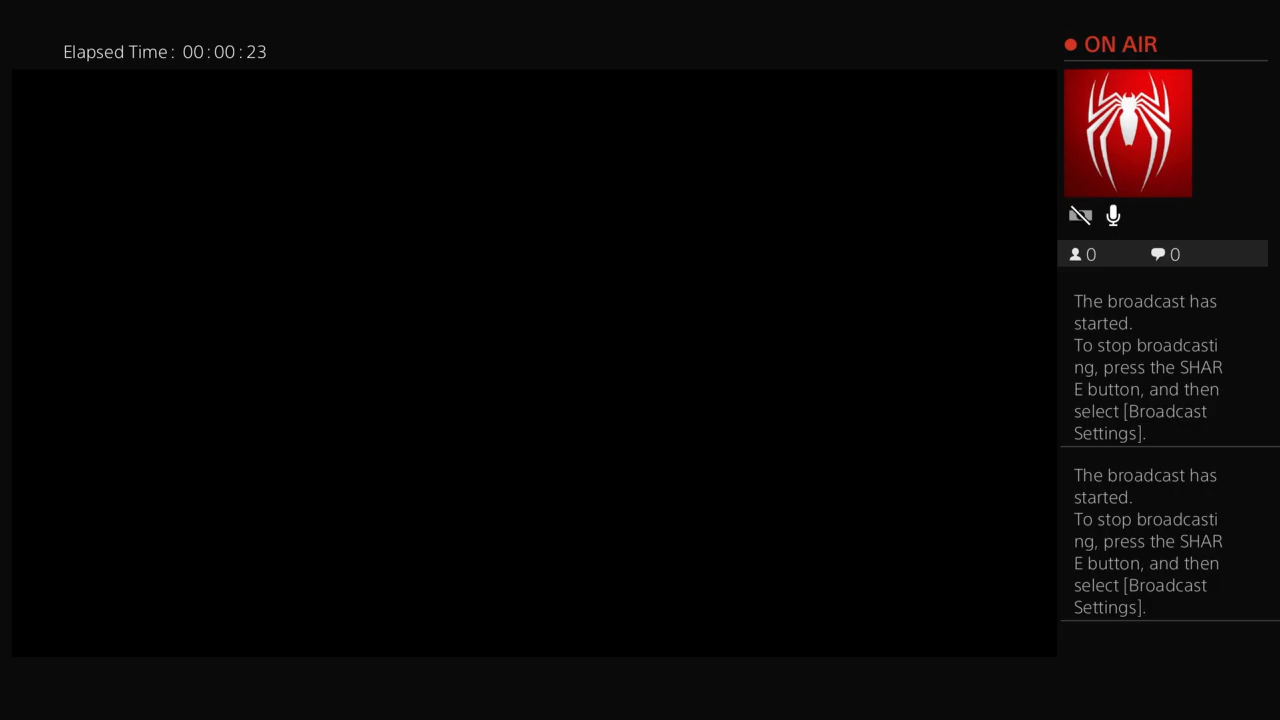 Elapsed Time: 00:00:23
ON AIR
0 0
The broadcast has
started.
To stop broadcasti
ng, press the SHAR
E button, and then
select [Broadcast
Settings].
The broadcast has
started.
To stop broadcasti
ng, press the SHAR
E button, and then
select [Broadcast
Settings].